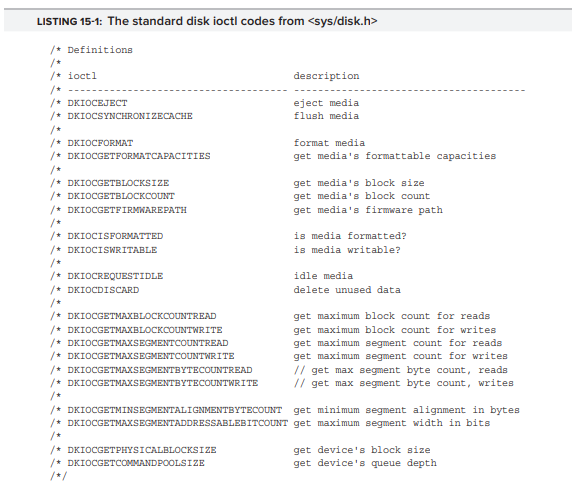 LISTING 15-1: The standard disk ioctl codes from <sys/disk.h>
/* Definitions
/*
/* ioctl                                 description
/* ------------------------------------- --------------------------------------
/* DKIOCEJECT                            eject media
/* DKIOCSYNCHRONIZECACHE                 flush media
/*
/* DKIOCFORMAT                           format media
/* DKIOCGETFORMATCAPACITIES              get media's formattable capacities
/*
/* DKIOCGETBLOCKSIZE                     get media's block size
/* DKIOCGETBLOCKCOUNT                    get media's block count
/* DKIOCGETFIRMWAREPATH                  get media's firmware path
/*
/* DKIOCISFORMATTED                      is media formatted?
/* DKIOCISWRITABLE                       is media writable?
/*
/* DKIOCREQUESTIDLE                      idle media
/* DKIOCDISCARD                          delete unused data
/*
/* DKIOCGETMAXBLOCKCOUNTREAD             get maximum block count for reads
/* DKIOCGETMAXBLOCKCOUNTWRITE            get maximum block count for writes
/* DKIOCGETMAXSEGMENTCOUNTREAD           get maximum segment count for reads
/* DKIOCGETMAXSEGMENTCOUNTWRITE          get maximum segment count for writes
/* DKIOCGETMAXSEGMENTBYTECOUNTREAD       // get max segment byte count, reads
/* DKIOCGETMAXSEGMENTBYTECOUNTWRITE      // get max segment byte count, writes
/*
/* DKIOCGETMINSEGMENTALIGNMENTBYTECOUNT  get minimum segment alignment in bytes
/* DKIOCGETMAXSEGMENTADDRESSABLEBITCOUNT get maximum segment width in bits
/*
/* DKIOCGETPHYSICALBLOCKSIZE             get device's block size
/* DKIOCGETCOMMANDPOOLSIZE               get device's queue depth
/*/